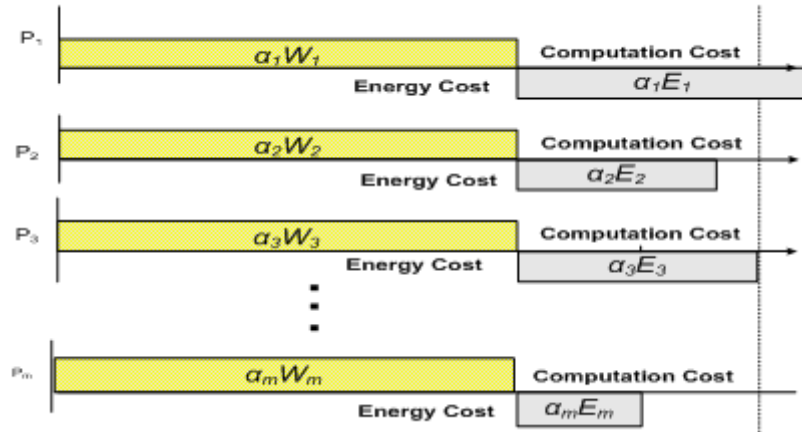 P₁ α₁W₁ Computation Cost
Energy Cost α₁E₁
P₂ α₂W₂ Computation Cost
Energy Cost α₂E₂
P₃ α₃W₃ Computation Cost
Energy Cost α₃E₃
Pₘ αₘWₘ Computation Cost
Energy Cost αₘEₘ